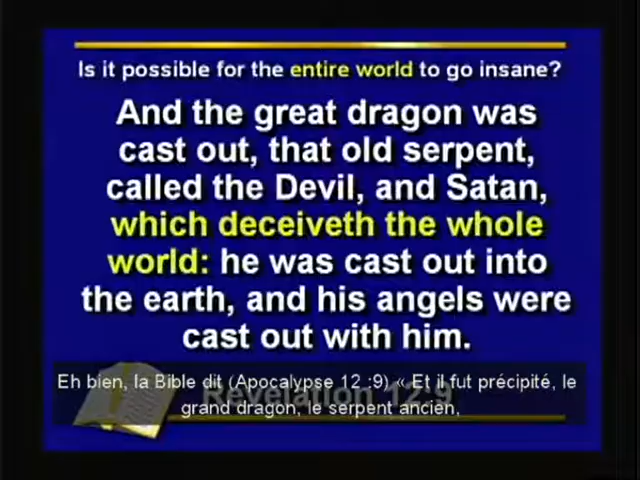 Is it possible for the entire world to go insane?
And the great dragon was
cast out, that old serpent,
called the Devil, and Satan,
which deceiveth the whole
world: he was cast out into
the earth, and his angels were
cast out with him.
Eh bien, la Bible dit (Apocalypse 12 :9) « Et il fut précipité, le
Revelation 12:9
grand dragon, le serpent ancien,